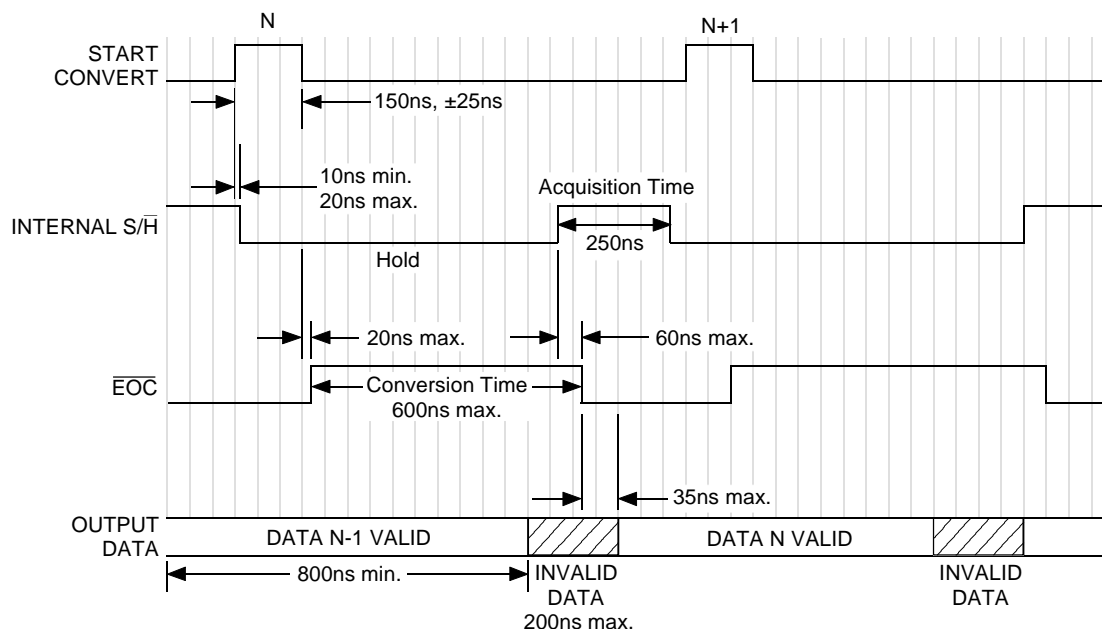 N
N+1
START
CONVERT
150ns, ±25ns
10ns min.
20ns max.
Acquisition Time
INTERNAL S/H̅
250ns
Hold
20ns max.
60ns max.
E̅O̅C̅
Conversion Time
600ns max.
35ns max.
OUTPUT
DATA
DATA N-1 VALID
DATA N VALID
800ns min.
INVALID
DATA
200ns max.
INVALID
DATA